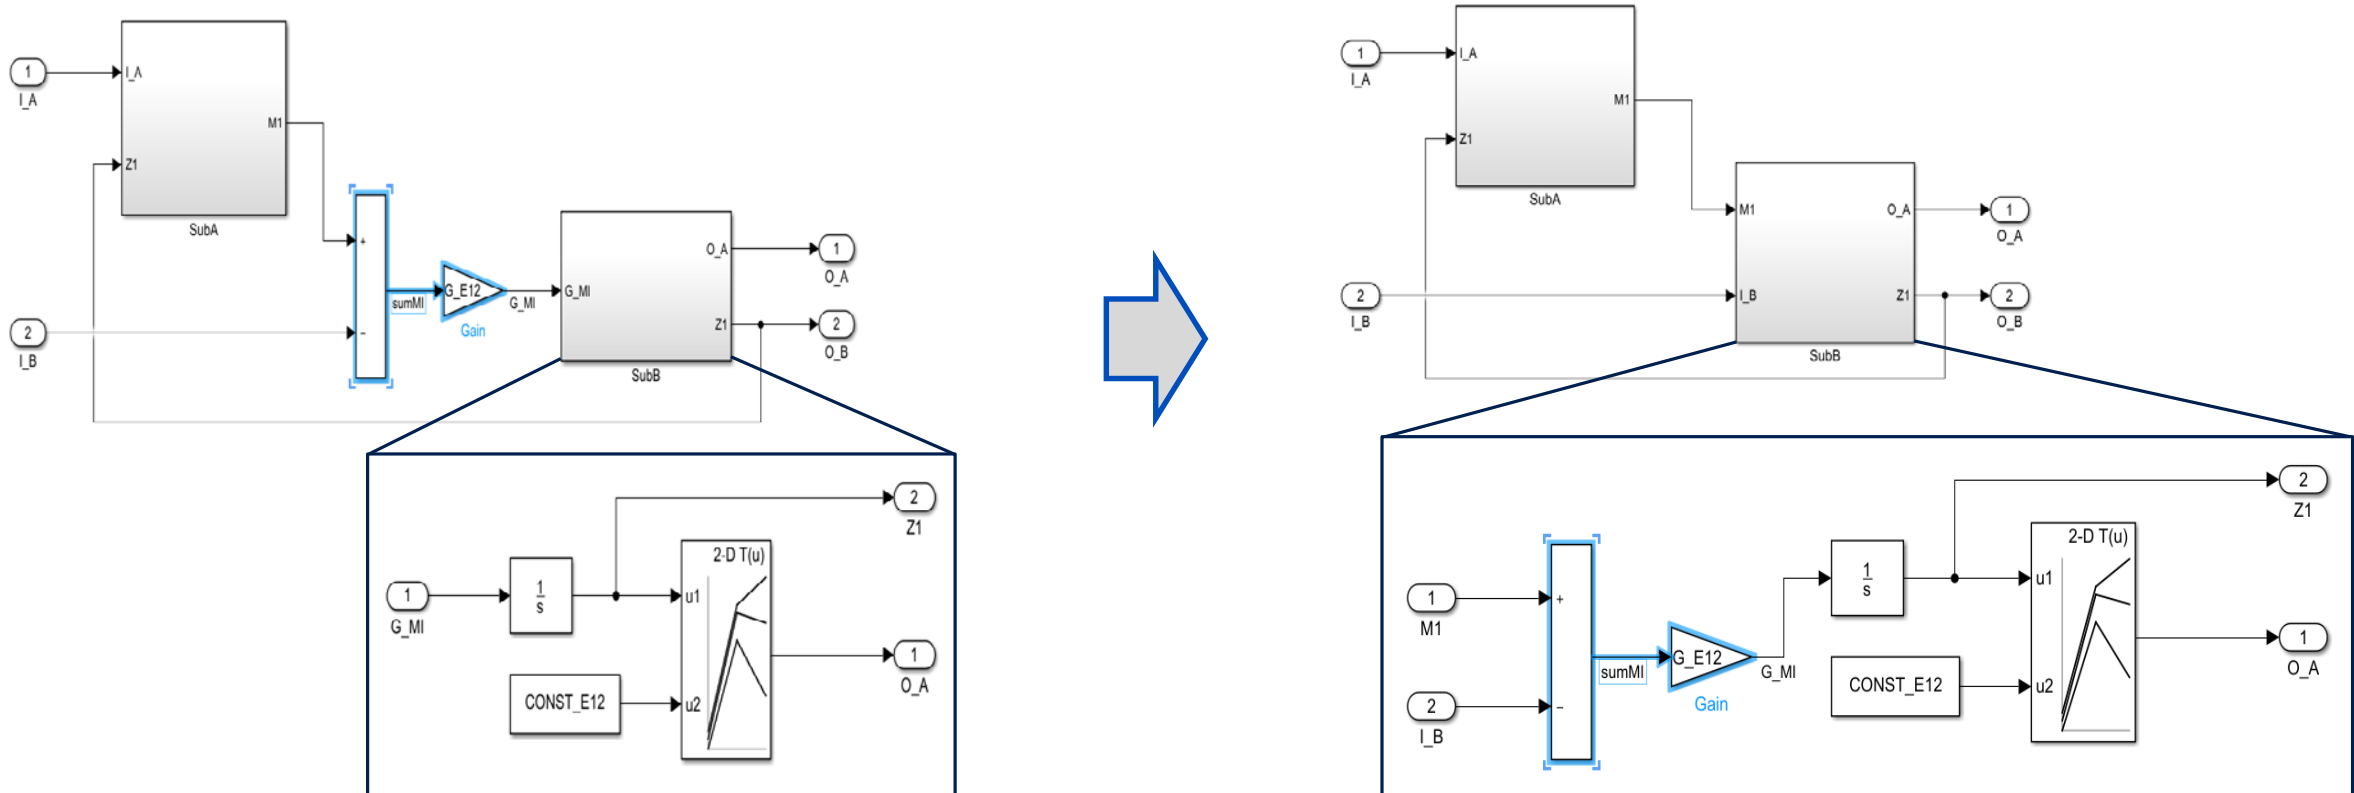 1
I_A
I_A
M1
Z1
SubA
2
I_B
+
−
sumMI
G_E12
Gain
G_MI
G_MI
O_A
Z1
SubB
1
O_A
2
O_B
1
G_MI
1
s
CONST_E12
2-D T(u)
u1
u2
2
Z1
1
O_A
1
I_A
I_A
M1
Z1
SubA
2
I_B
M1
I_B
O_A
Z1
SubB
1
O_A
2
O_B
1
M1
2
I_B
+
−
sumMI
G_E12
Gain
G_MI
1
s
CONST_E12
2-D T(u)
u1
u2
2
Z1
1
O_A